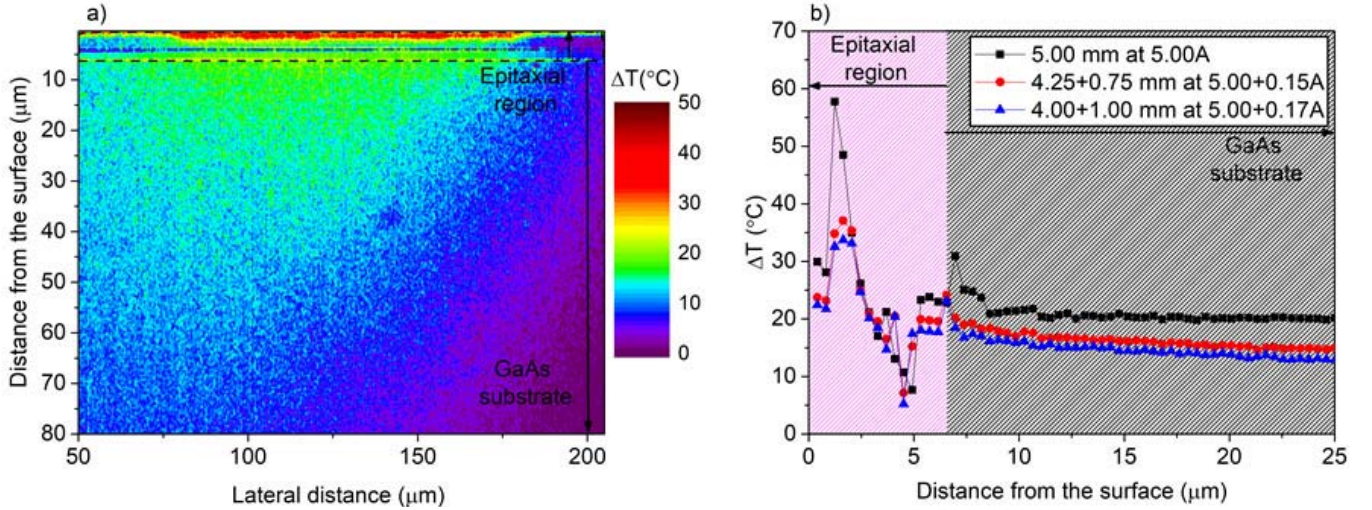 a)
Distance from the surface (μm)
10
20
30
40
50
60
70
80
50
100
150
200
Lateral distance (μm)
Epitaxial
region
GaAs
substrate
ΔT(°C)
50
40
30
20
10
0
b)
ΔT (°C)
70
60
50
40
30
20
10
0
0
5
10
15
20
25
Distance from the surface (μm)
Epitaxial
region
5.00 mm at 5.00A
4.25+0.75 mm at 5.00+0.15A
4.00+1.00 mm at 5.00+0.17A
GaAs
substrate